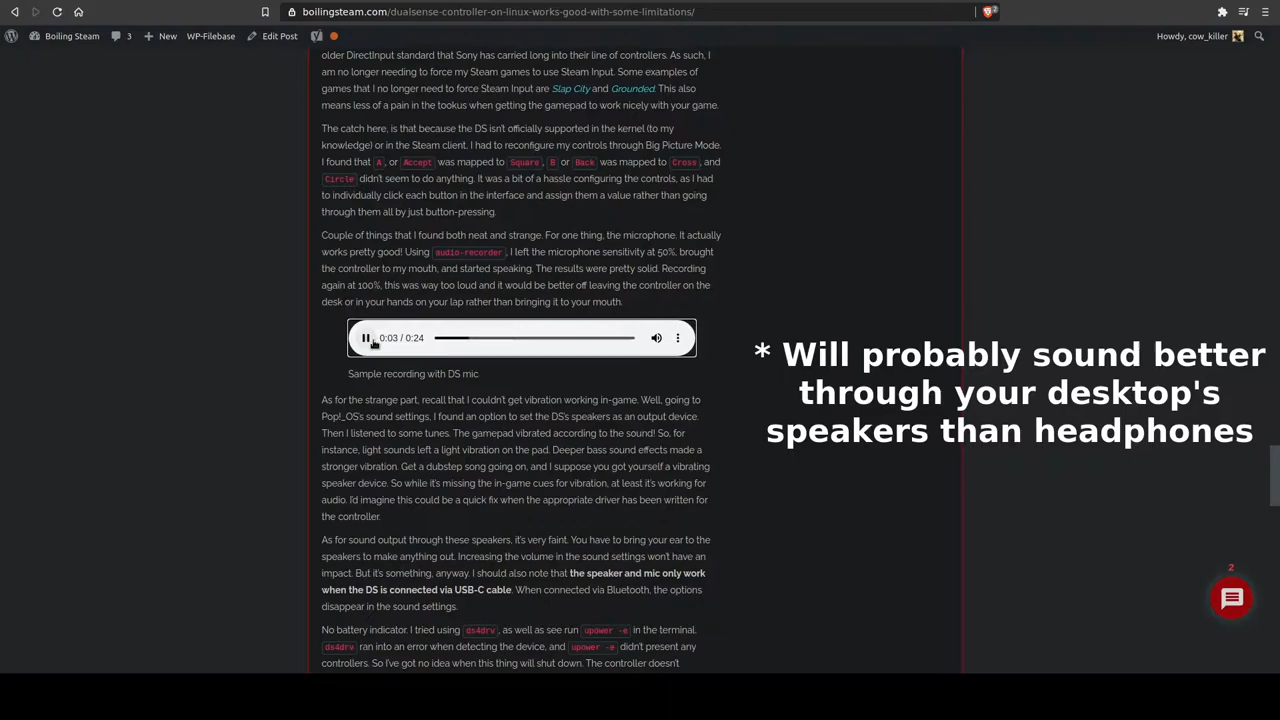 boilingsteam.com/dualsense-controller-on-linux-works-good-with-some-limitations/
2
Boiling Steam 3 New WP-Filebase Edit Post Howdy, cow_killer
older DirectInput standard that Sony has carried long into their line of controllers. As such, I
am no longer needing to force my Steam games to use Steam Input. Some examples of
games that I no longer need to force Steam Input are Slap City and Grounded. This also
means less of a pain in the tookus when getting the gamepad to work nicely with your game.
The catch here, is that because the DS isn't officially supported in the kernel (to my
knowledge) or in the Steam client, I had to reconfigure my controls through Big Picture Mode.
I found that A, or Accept was mapped to Square, B or Back was mapped to Cross, and
Circle didn't seem to do anything. It was a bit of a hassle configuring the controls, as I had
to individually click each button in the interface and assign them a value rather than going
through them all by just button-pressing.
Couple of things that I found both neat and strange. For one thing, the microphone. It actually
works pretty good! Using audio-recorder, I left the microphone sensitivity at 50%, brought
the controller to my mouth, and started speaking. The results were pretty solid. Recording
again at 100%, this was way too loud and it would be better off leaving the controller on the
desk or in your hands on your lap rather than bringing it to your mouth.
0:03 / 0:24
Sample recording with DS mic
* Will probably sound better
through your desktop's
speakers than headphones
As for the strange part, recall that I couldn't get vibration working in-game. Well, going to
Pop!_OS's sound settings, I found an option to set the DS's speakers as an output device.
Then I listened to some tunes. The gamepad vibrated according to the sound! So, for
instance, light sounds left a light vibration on the pad. Deeper bass sound effects made a
stronger vibration. Get a dubstep song going on, and I suppose you got yourself a vibrating
speaker device. So while it's missing the in-game cues for vibration, at least it's working for
audio. I'd imagine this could be a quick fix when the appropriate driver has been written for
the controller.
As for sound output through these speakers, it's very faint. You have to bring your ear to the
speakers to make anything out. Increasing the volume in the sound settings won't have an
impact. But it's something, anyway. I should also note that the speaker and mic only work
when the DS is connected via USB-C cable. When connected via Bluetooth, the options
disappear in the sound settings.
2
No battery indicator. I tried using ds4drv, as well as see run upower -e in the terminal.
ds4drv ran into an error when detecting the device, and upower -e didn't present any
controllers. So I've got no idea when this thing will shut down. The controller doesn't